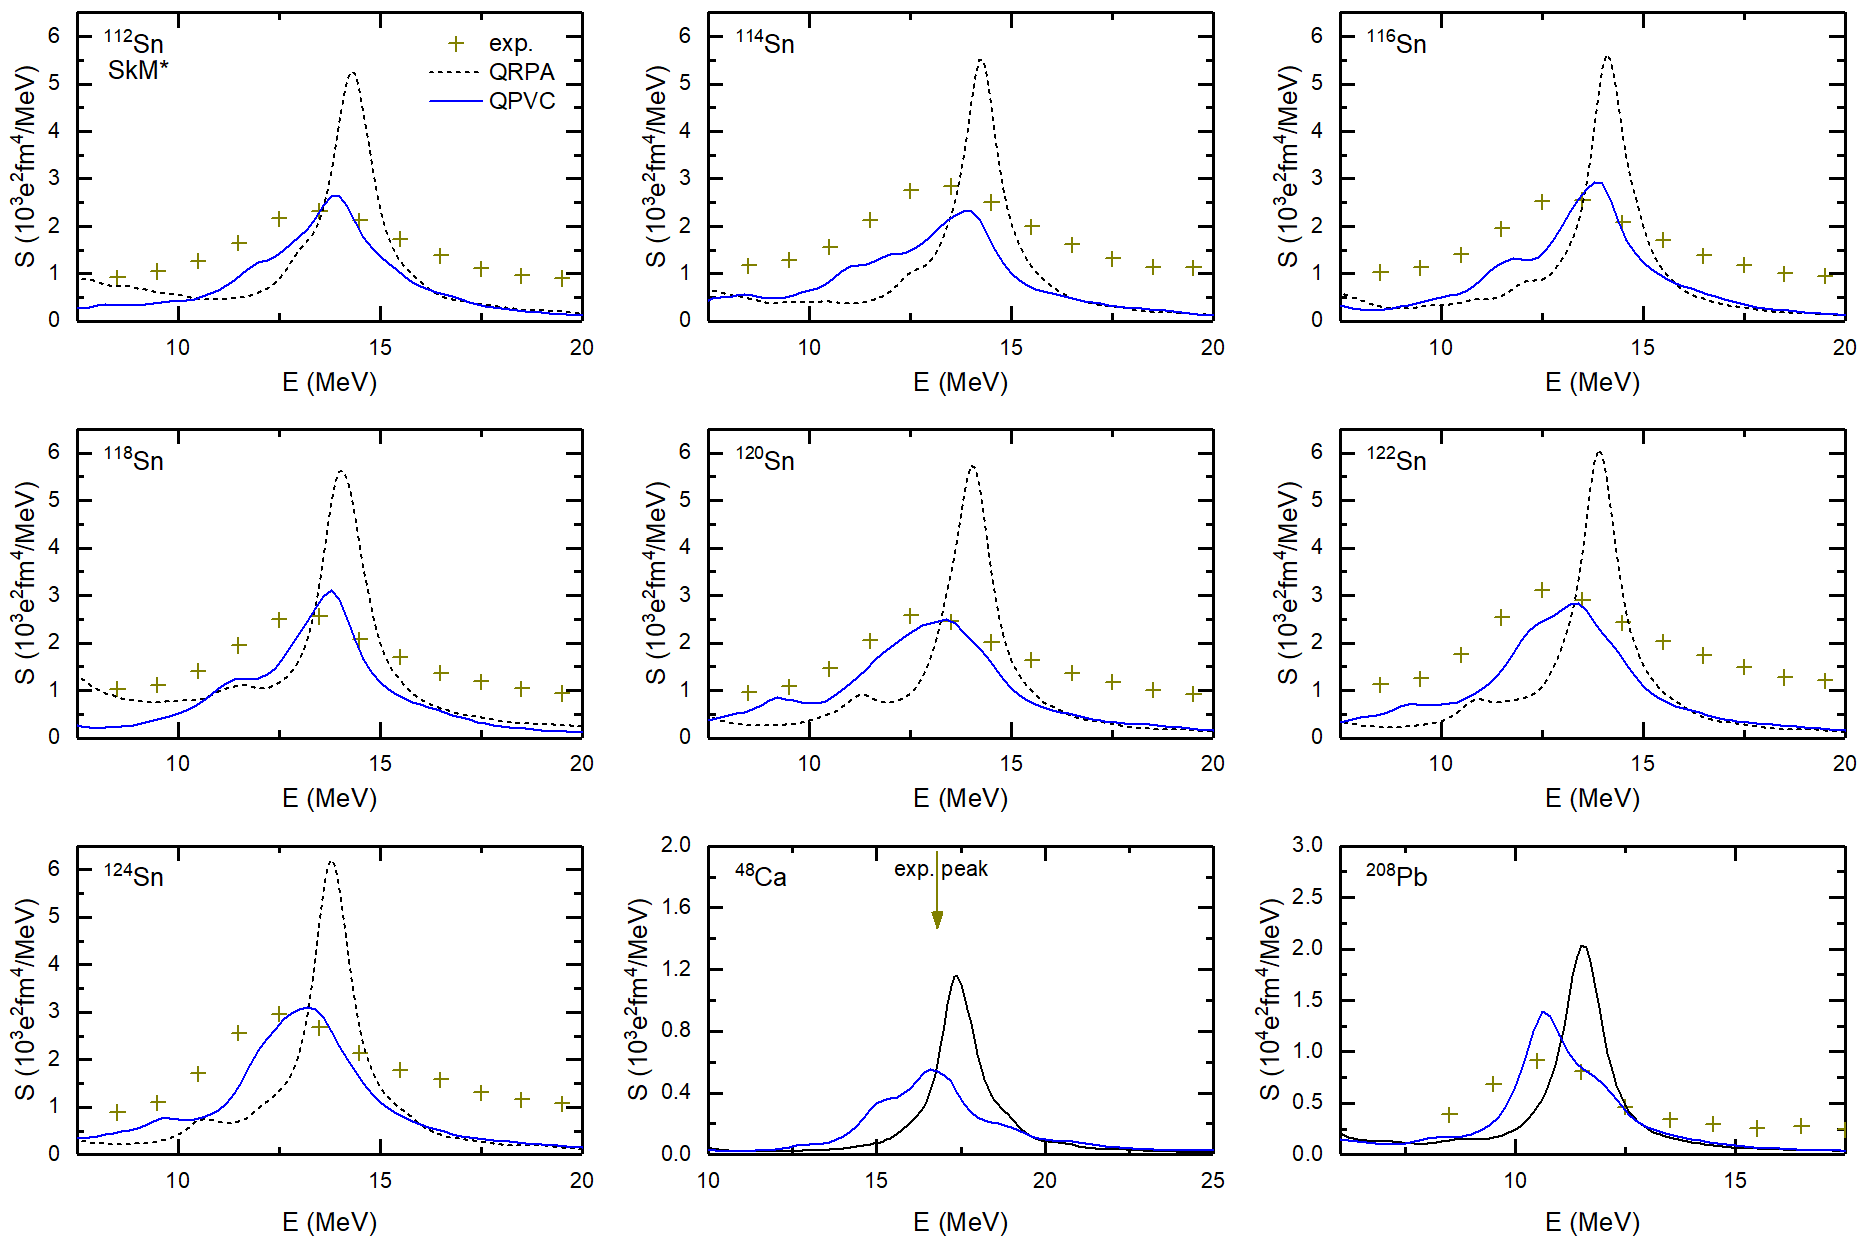 ¹¹²Sn
SkM*
exp.
QRPA
QPVC
S (10³e²fm⁴/MeV)
6
5
4
3
2
1
0
10 15 20
E (MeV)
¹¹⁴Sn
S (10³e²fm⁴/MeV)
6
5
4
3
2
1
0
10 15 20
E (MeV)
¹¹⁶Sn
S (10³e²fm⁴/MeV)
6
5
4
3
2
1
0
10 15 20
E (MeV)
¹¹⁸Sn
S (10³e²fm⁴/MeV)
6
5
4
3
2
1
0
10 15 20
E (MeV)
¹²⁰Sn
S (10³e²fm⁴/MeV)
6
5
4
3
2
1
0
10 15 20
E (MeV)
¹²²Sn
S (10³e²fm⁴/MeV)
6
5
4
3
2
1
0
10 15 20
E (MeV)
¹²⁴Sn
S (10³e²fm⁴/MeV)
6
5
4
3
2
1
0
10 15 20
E (MeV)
⁴⁸Ca
exp. peak
S (10³e²fm⁴/MeV)
2.0
1.6
1.2
0.8
0.4
0.0
10 15 20 25
E (MeV)
²⁰⁸Pb
S (10⁴e²fm⁴/MeV)
3.0
2.5
2.0
1.5
1.0
0.5
0.0
10 15
E (MeV)